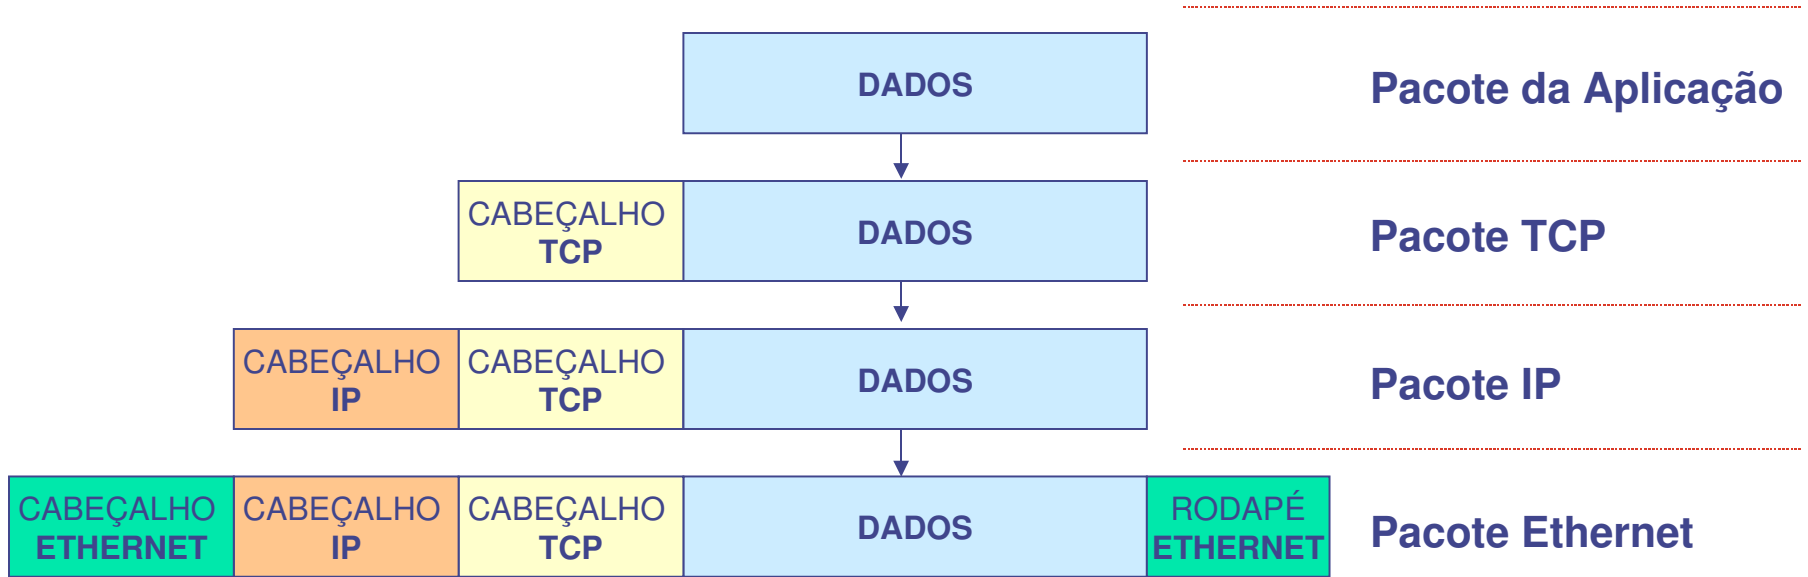 DADOS
Pacote da Aplicação
CABEÇALHO
TCP
DADOS
Pacote TCP
CABEÇALHO
IP
CABEÇALHO
TCP
DADOS
Pacote IP
CABEÇALHO
ETHERNET
CABEÇALHO
IP
CABEÇALHO
TCP
DADOS
RODAPÉ
ETHERNET
Pacote Ethernet